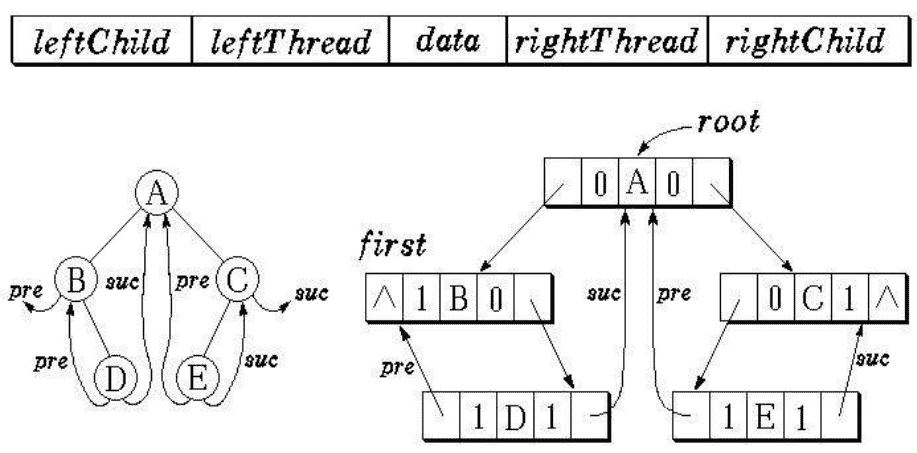 leftChild leftThread data rightThread rightChild
root
A
0 A 0
first
B suc pre C
pre suc
∧ 1 B 0
suc pre
0 C 1 ∧
pre D E suc
pre suc
1 D 1
1 E 1